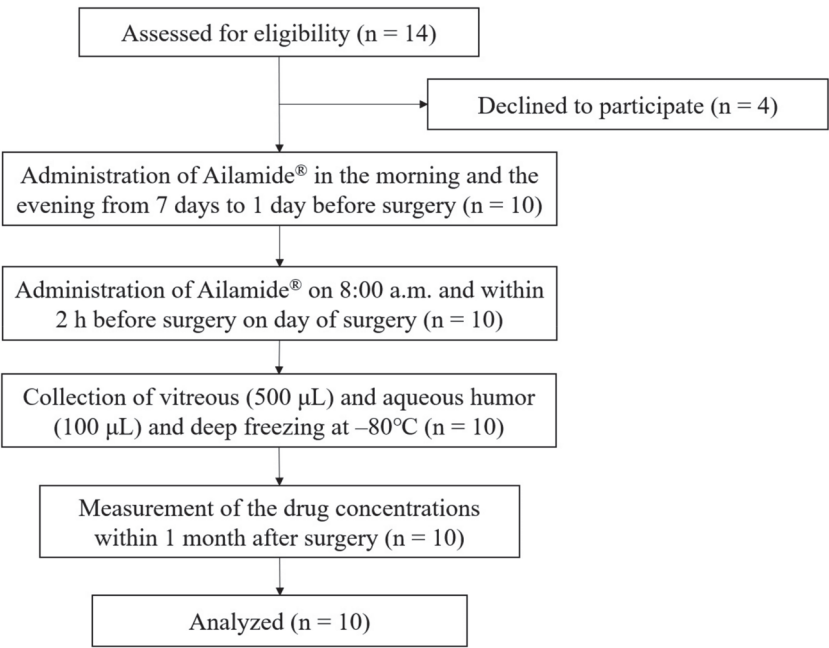 Assessed for eligibility (n = 14)
Declined to participate (n = 4)
Administration of Ailamide® in the morning and the
evening from 7 days to 1 day before surgery (n = 10)
Administration of Ailamide® on 8:00 a.m. and within
2 h before surgery on day of surgery (n = 10)
Collection of vitreous (500 μL) and aqueous humor
(100 μL) and deep freezing at –80°C (n = 10)
Measurement of the drug concentrations
within 1 month after surgery (n = 10)
Analyzed (n = 10)